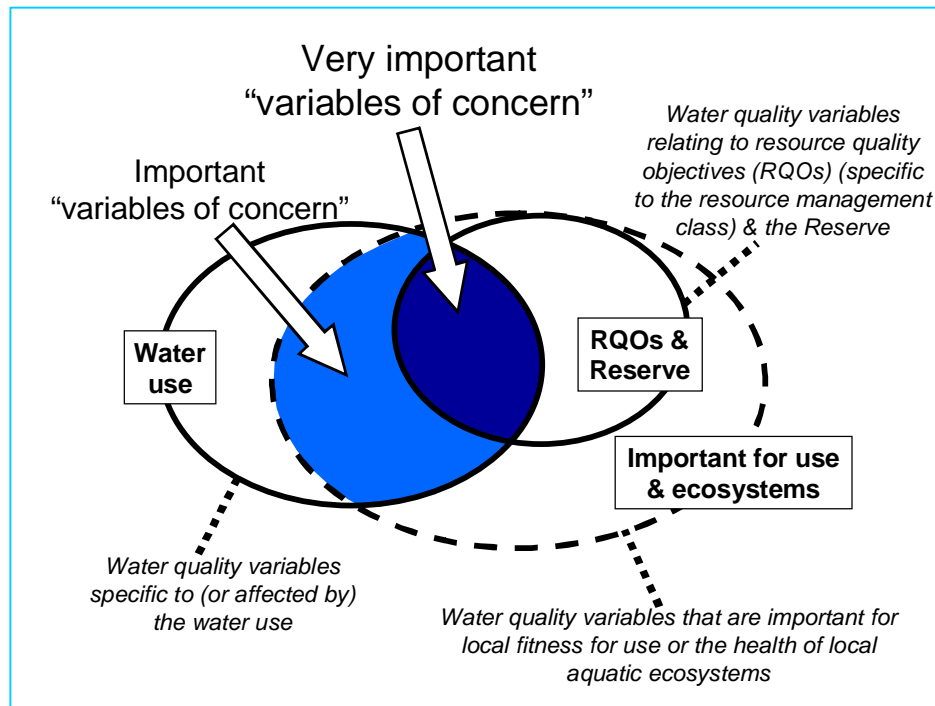 Very important
“variables of concern”
Important
“variables of concern”
Water quality variables
relating to resource quality
objectives (RQOs) (specific
to the resource management
class) & the Reserve
Water
use
RQOs &
Reserve
Important for use
& ecosystems
Water quality variables
specific to (or affected by)
the water use
Water quality variables that are important for
local fitness for use or the health of local
aquatic ecosystems